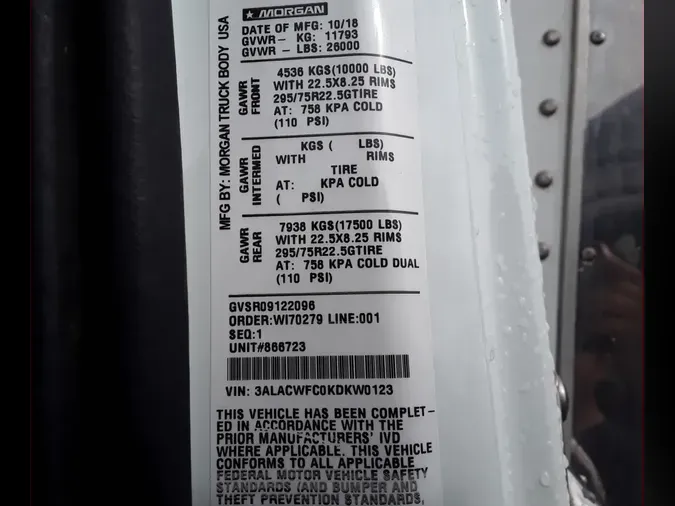 MORGAN
MFG BY: MORGAN TRUCK BODY USA
DATE OF MFG: 10/18
GVWR - KG: 11793
GVWR - LBS: 26000
GAWR FRONT
4536 KGS(10000 LBS)
WITH 22.5X8.25 RIMS
295/75R22.5GTIRE
AT: 758 KPA COLD
(110 PSI)
GAWR INTERMED
KGS ( LBS)
WITH RIMS
TIRE
AT: KPA COLD
( PSI)
GAWR REAR
7938 KGS(17500 LBS)
WITH 22.5X8.25 RIMS
295/75R22.5GTIRE
AT: 758 KPA COLD DUAL
(110 PSI)
GVSR09122096
ORDER:WI70279 LINE:001
SEQ:1
UNIT#866723
VIN: 3ALACWFC0KDKW0123
THIS VEHICLE HAS BEEN COMPLET-
ED IN ACCORDANCE WITH THE
PRIOR MANUFACTURERS' IVD
WHERE APPLICABLE. THIS VEHICLE
CONFORMS TO ALL APPLICABLE
FEDERAL MOTOR VEHICLE SAFETY
STANDARDS (AND BUMPER AND
THEFT PREVENTION STANDARDS,